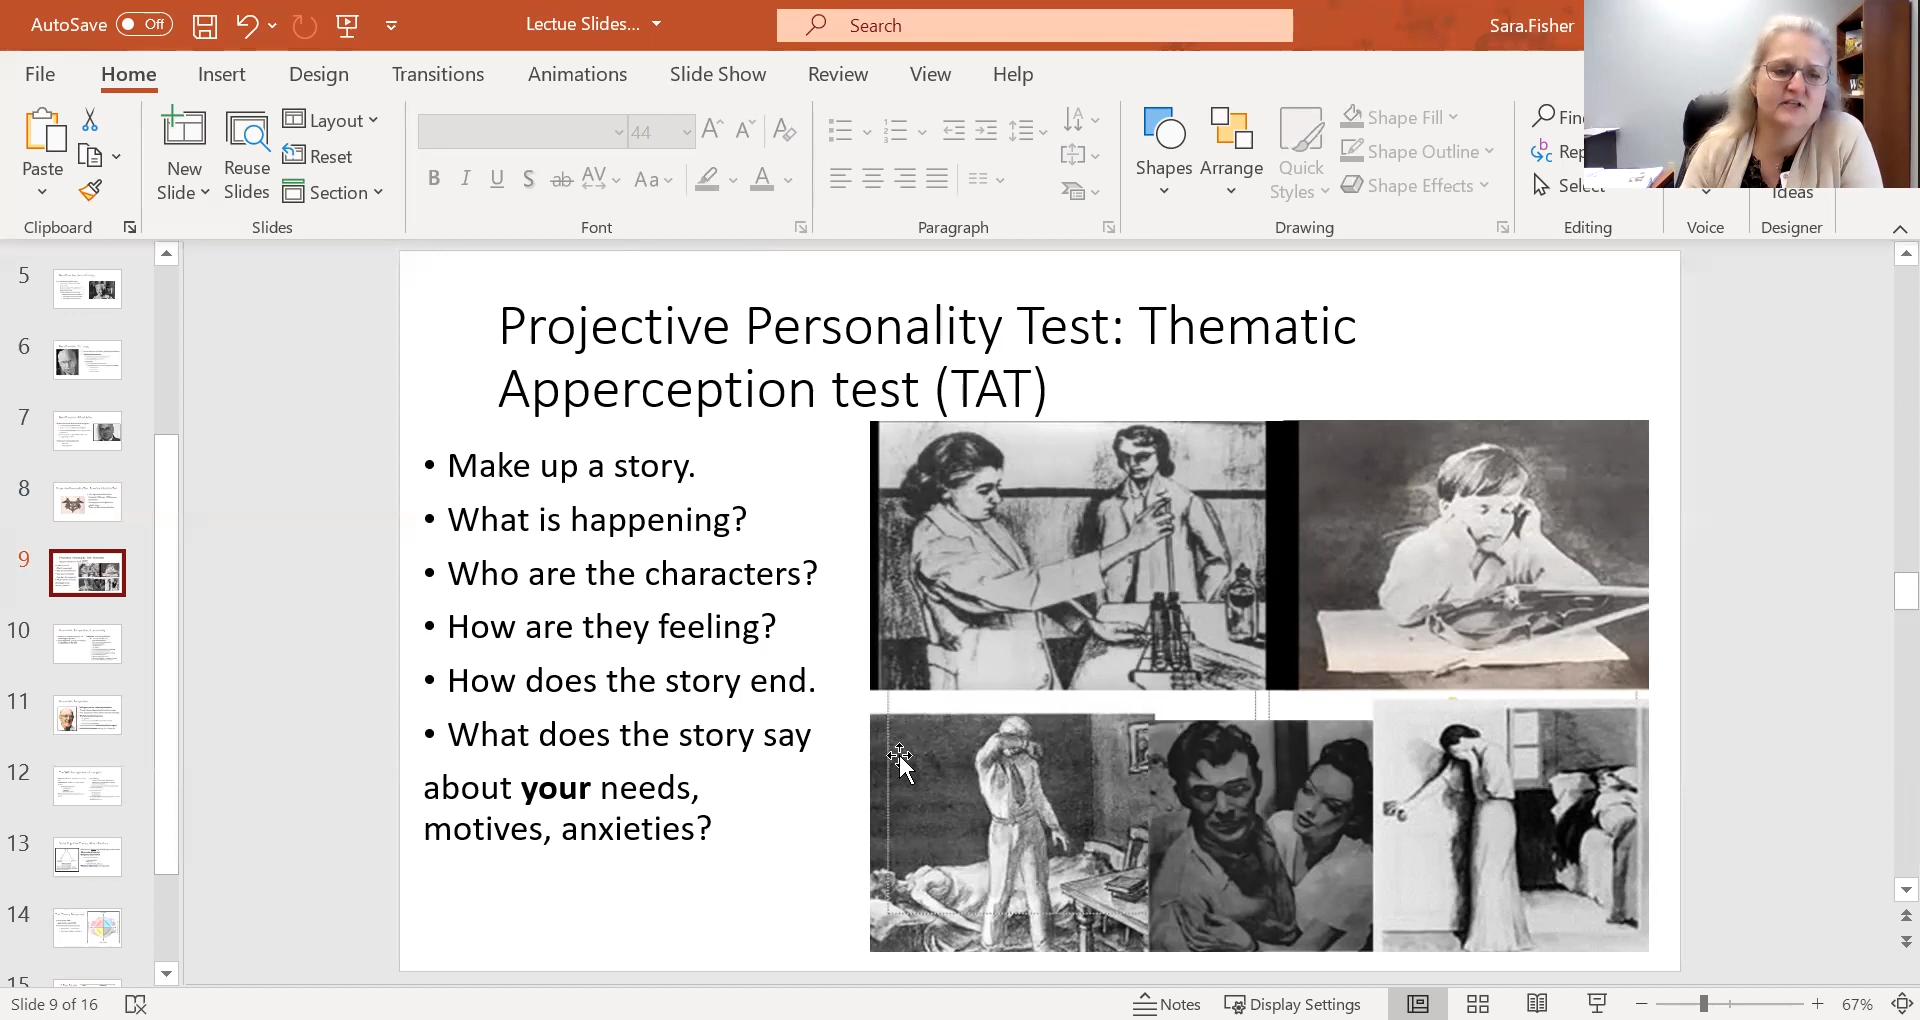 AutoSave Off Lectue Slides... Search Sara.Fisher
File Home Insert Design Transitions Animations Slide Show Review View Help
Paste
New Slide
Reuse Slides
Layout
Reset
Section
44
B I U S ab AV Aa A
Shapes
Arrange
Quick Styles
Shape Fill
Shape Outline
Shape Effects
Select
Ideas
Clipboard Slides Font Paragraph Drawing Editing Voice Designer
5
6
7
8
9
10
11
12
13
14
15
Projective Personality Test: Thematic
Apperception test (TAT)
• Make up a story.
• What is happening?
• Who are the characters?
• How are they feeling?
• How does the story end.
• What does the story say
about your needs,
motives, anxieties?
Slide 9 of 16 Notes Display Settings 67%